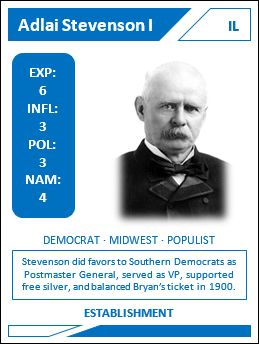 Adlai Stevenson I
IL
EXP:
6
INFL:
3
POL:
3
NAM:
4
DEMOCRAT · MIDWEST · POPULIST
Stevenson did favors to Southern Democrats as
Postmaster General, served as VP, supported
free silver, and balanced Bryan's ticket in 1900.
ESTABLISHMENT